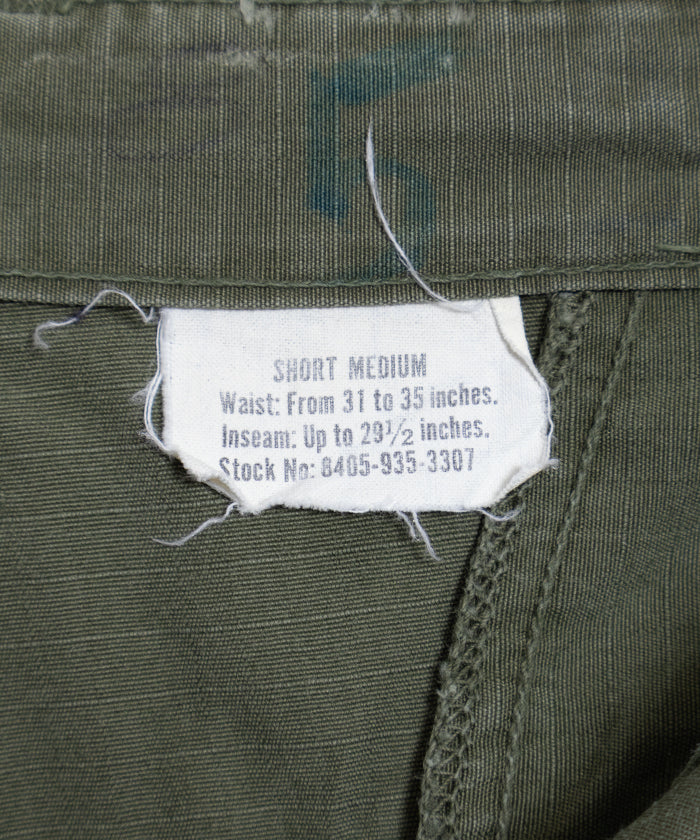 5
SHORT MEDIUM
Waist: From 31 to 35 inches.
Inseam: Up to 29½ inches.
Stock No: 8405-935-3307